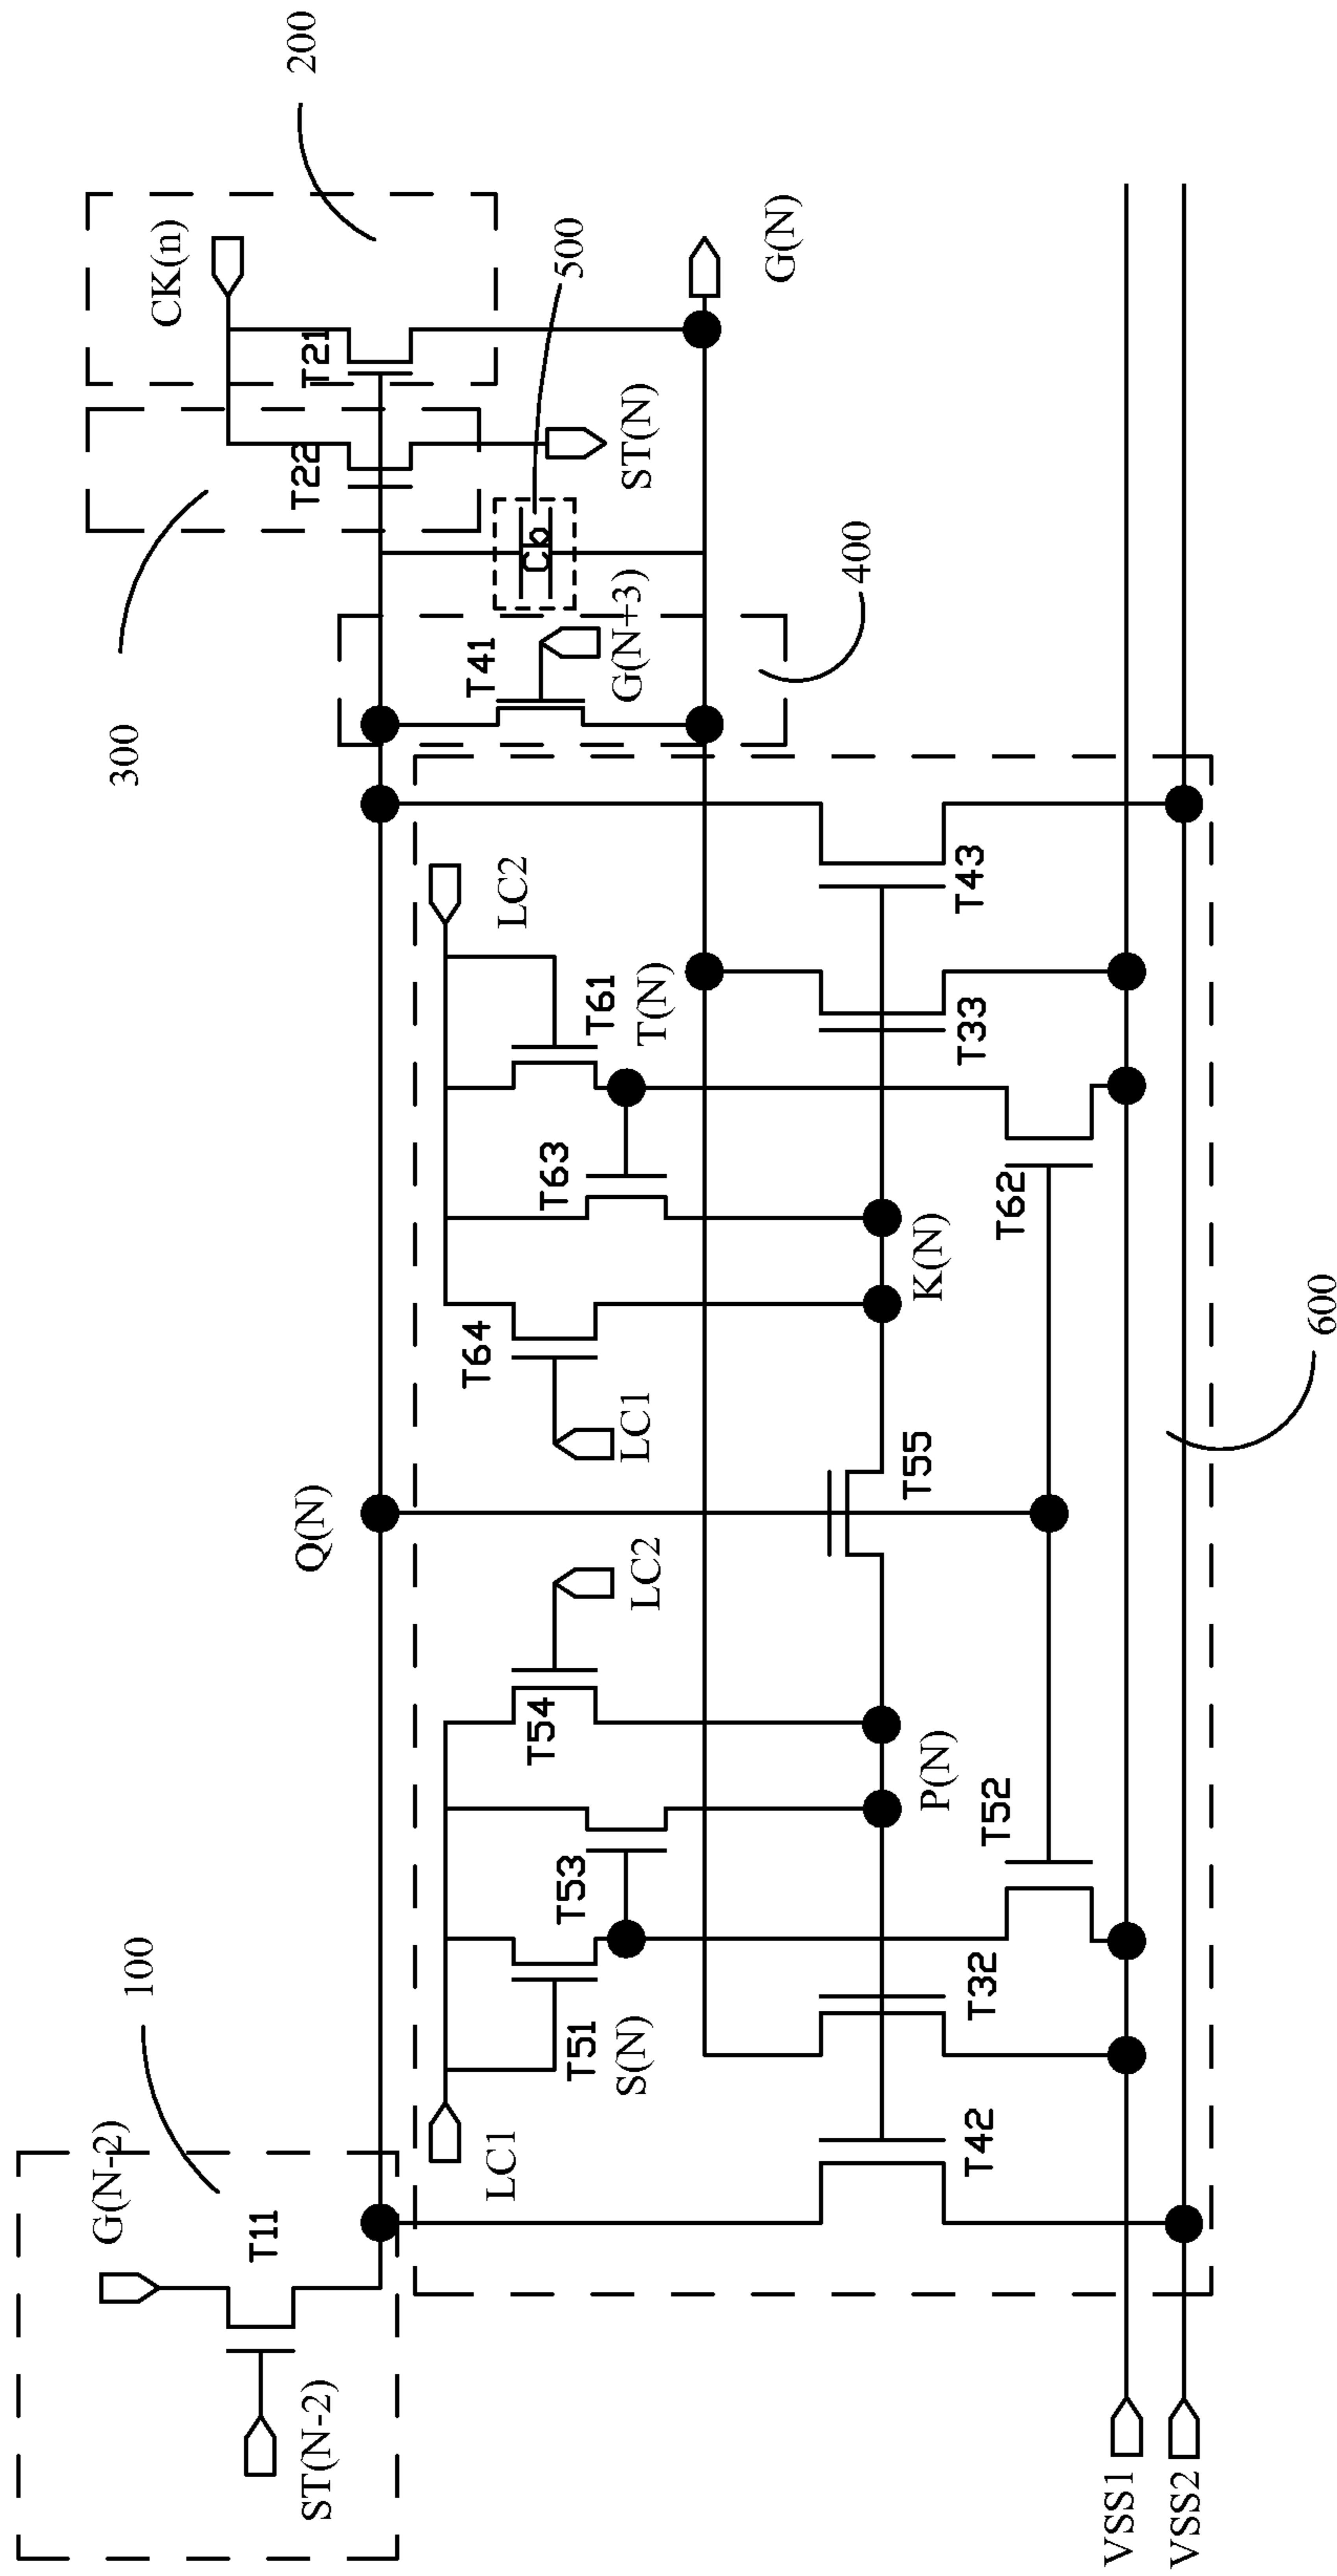 100
G(N-2)
T11
ST(N-2)
Q(N)
300
200
CK(n)
T22
T21
500
Cb
ST(N)
G(N)
T41
G(N+3)
400
LC1
T51
S(N)
T53
T54
LC2
P(N)
T55
T64
LC1
T63
T61
LC2
T(N)
K(N)
T42
T32
T52
T62
T33
T43
VSS1
VSS2
600